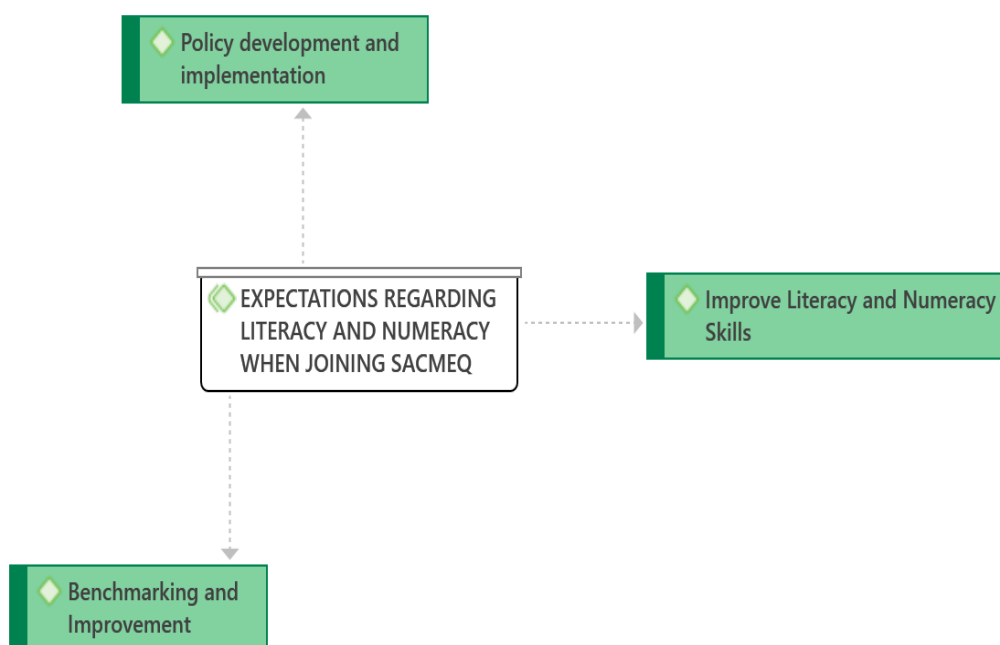 Policy development and
implementation
EXPECTATIONS REGARDING
LITERACY AND NUMERACY
WHEN JOINING SACMEQ
Improve Literacy and Numeracy
Skills
Benchmarking and
Improvement